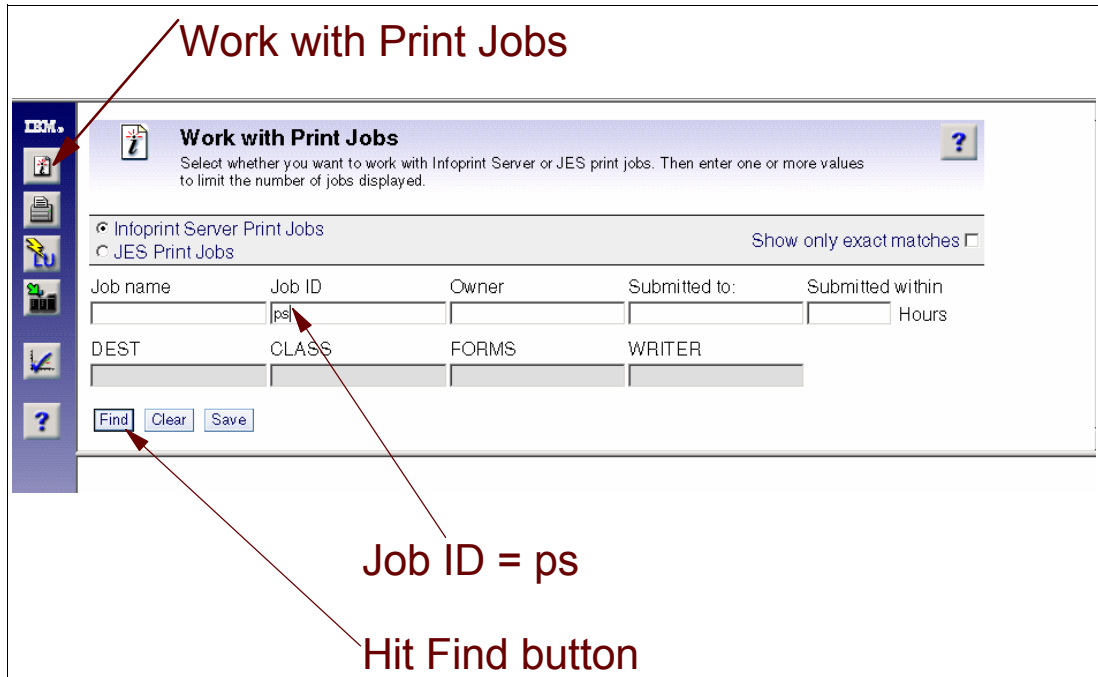 Work with Print Jobs
IBM®
Work with Print Jobs
?
Select whether you want to work with Infoprint Server or JES print jobs. Then enter one or more values
to limit the number of jobs displayed.
Infoprint Server Print Jobs
JES Print Jobs
Show only exact matches
Job name Job ID Owner Submitted to: Submitted within
ps Hours
DEST CLASS FORMS WRITER
LU
?
Find Clear Save
Job ID = ps
Hit Find button